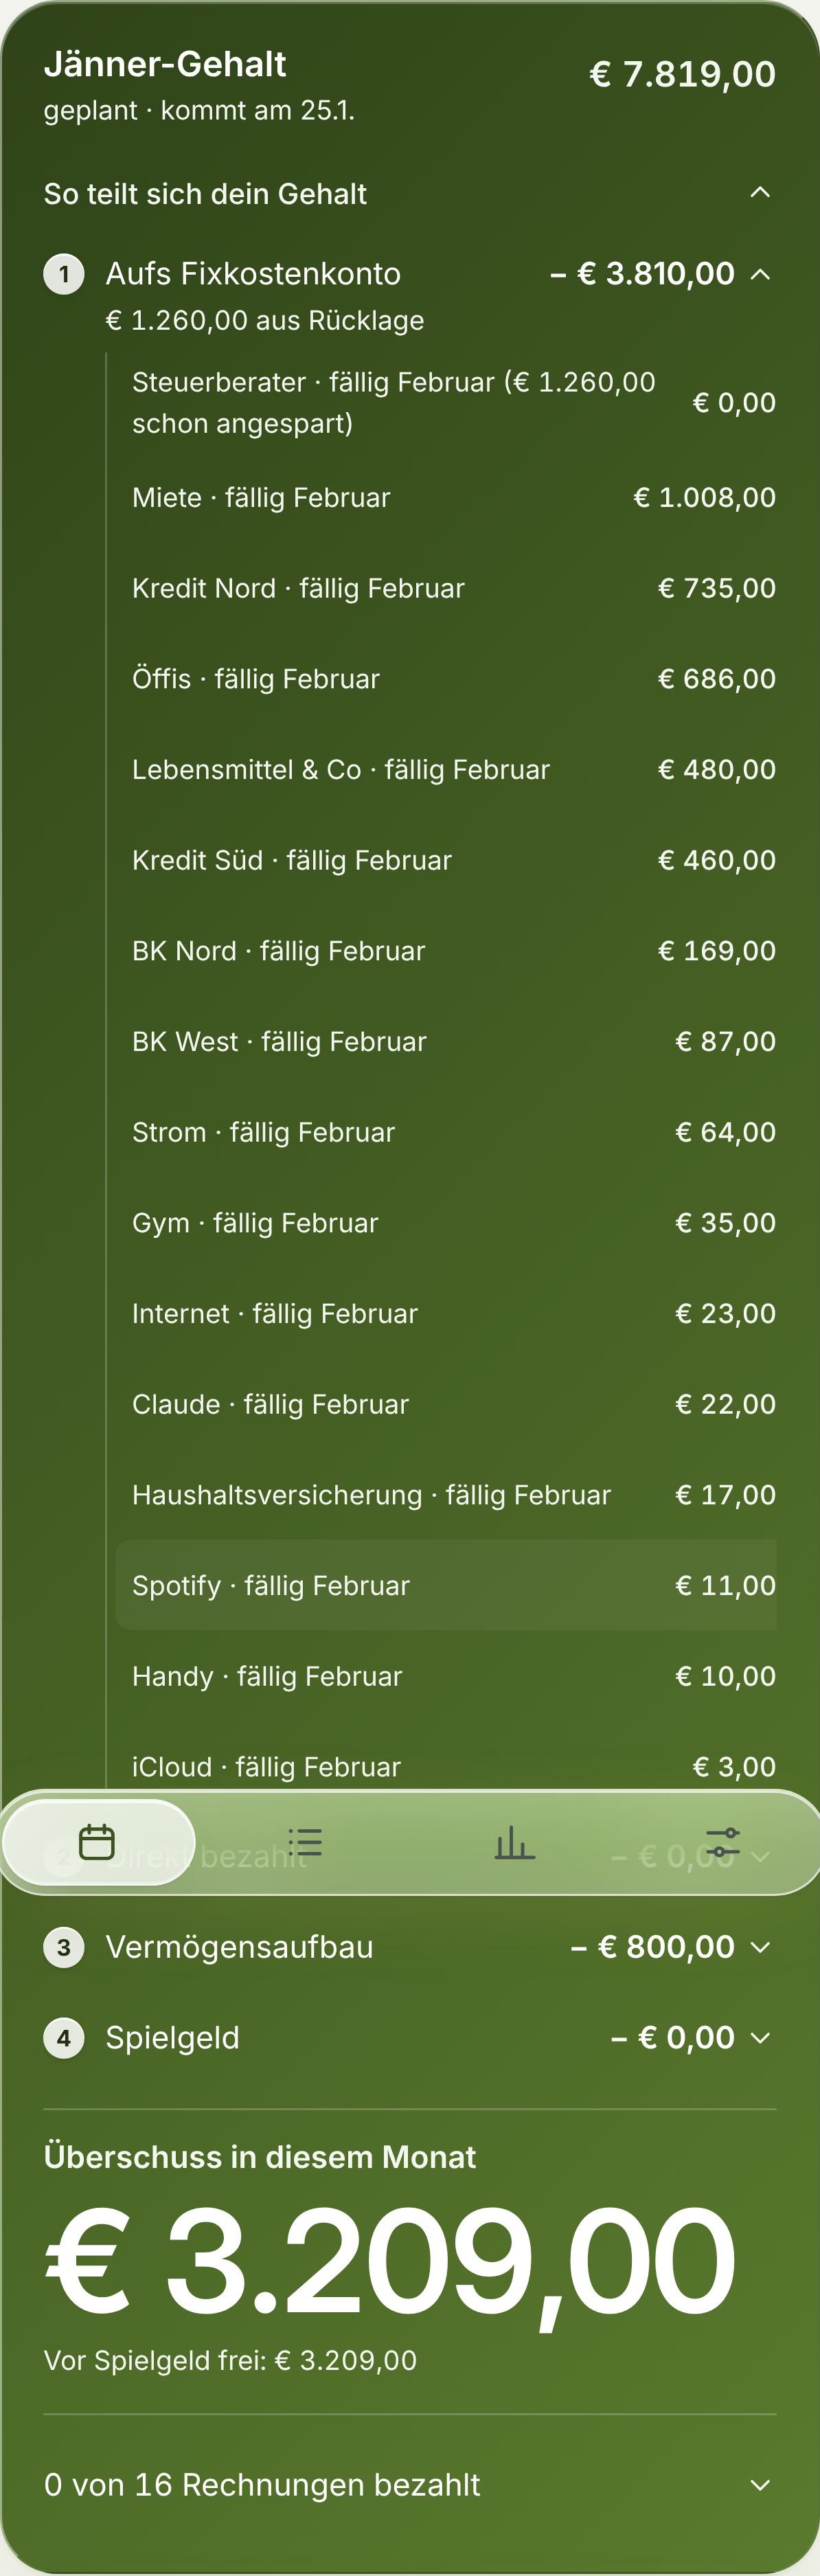 Jänner-Gehalt
€ 7.819,00
geplant · kommt am 25.1.
So teilt sich dein Gehalt
1 Aufs Fixkostenkonto – € 3.810,00
€ 1.260,00 aus Rücklage
Steuerberater · fällig Februar (€ 1.260,00
schon angespart)
€ 0,00
Miete · fällig Februar € 1.008,00
Kredit Nord · fällig Februar € 735,00
Öffis · fällig Februar € 686,00
Lebensmittel & Co · fällig Februar € 480,00
Kredit Süd · fällig Februar € 460,00
BK Nord · fällig Februar € 169,00
BK West · fällig Februar € 87,00
Strom · fällig Februar € 64,00
Gym · fällig Februar € 35,00
Internet · fällig Februar € 23,00
Claude · fällig Februar € 22,00
Haushaltsversicherung · fällig Februar € 17,00
Spotify · fällig Februar € 11,00
Handy · fällig Februar € 10,00
iCloud · fällig Februar € 3,00
2 Direkt bezahlt – € 0,00
3 Vermögensaufbau – € 800,00
4 Spielgeld – € 0,00
Überschuss in diesem Monat
€ 3.209,00
Vor Spielgeld frei: € 3.209,00
0 von 16 Rechnungen bezahlt